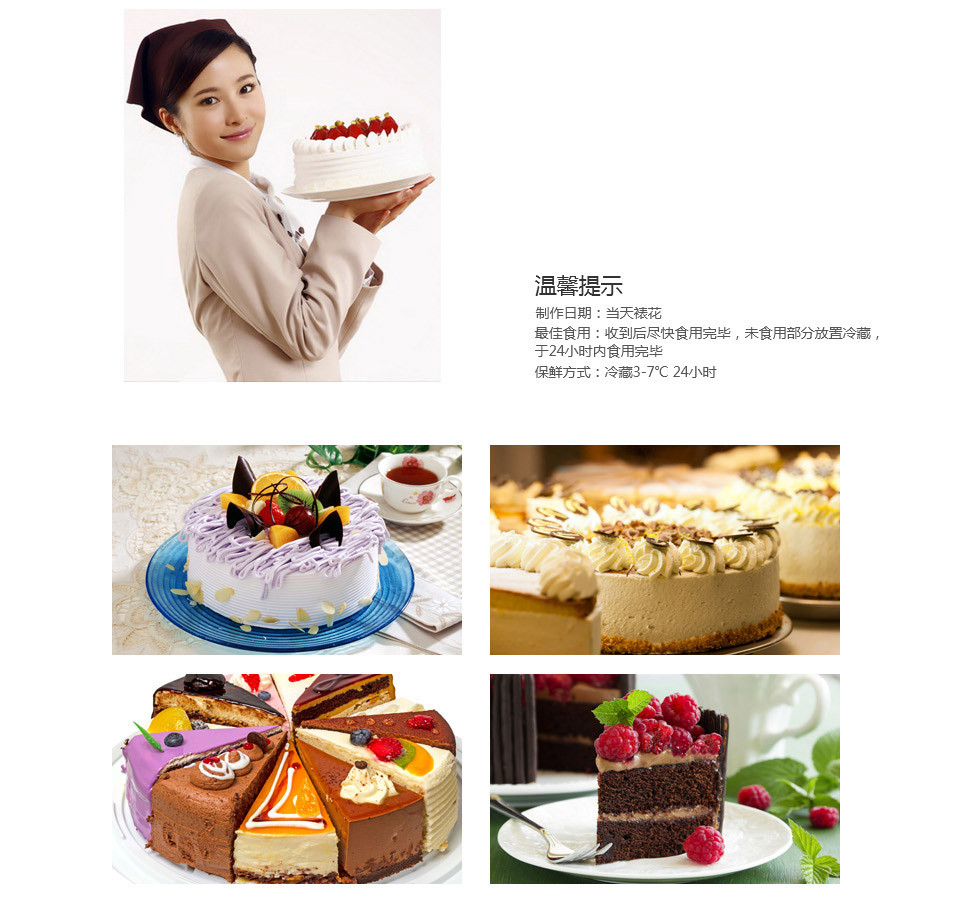 温馨提示
制作日期：当天裱花
最佳食用：收到后尽快食用完毕，未食用部分放置冷藏，
于24小时内食用完毕
保鲜方式：冷藏3-7℃ 24小时